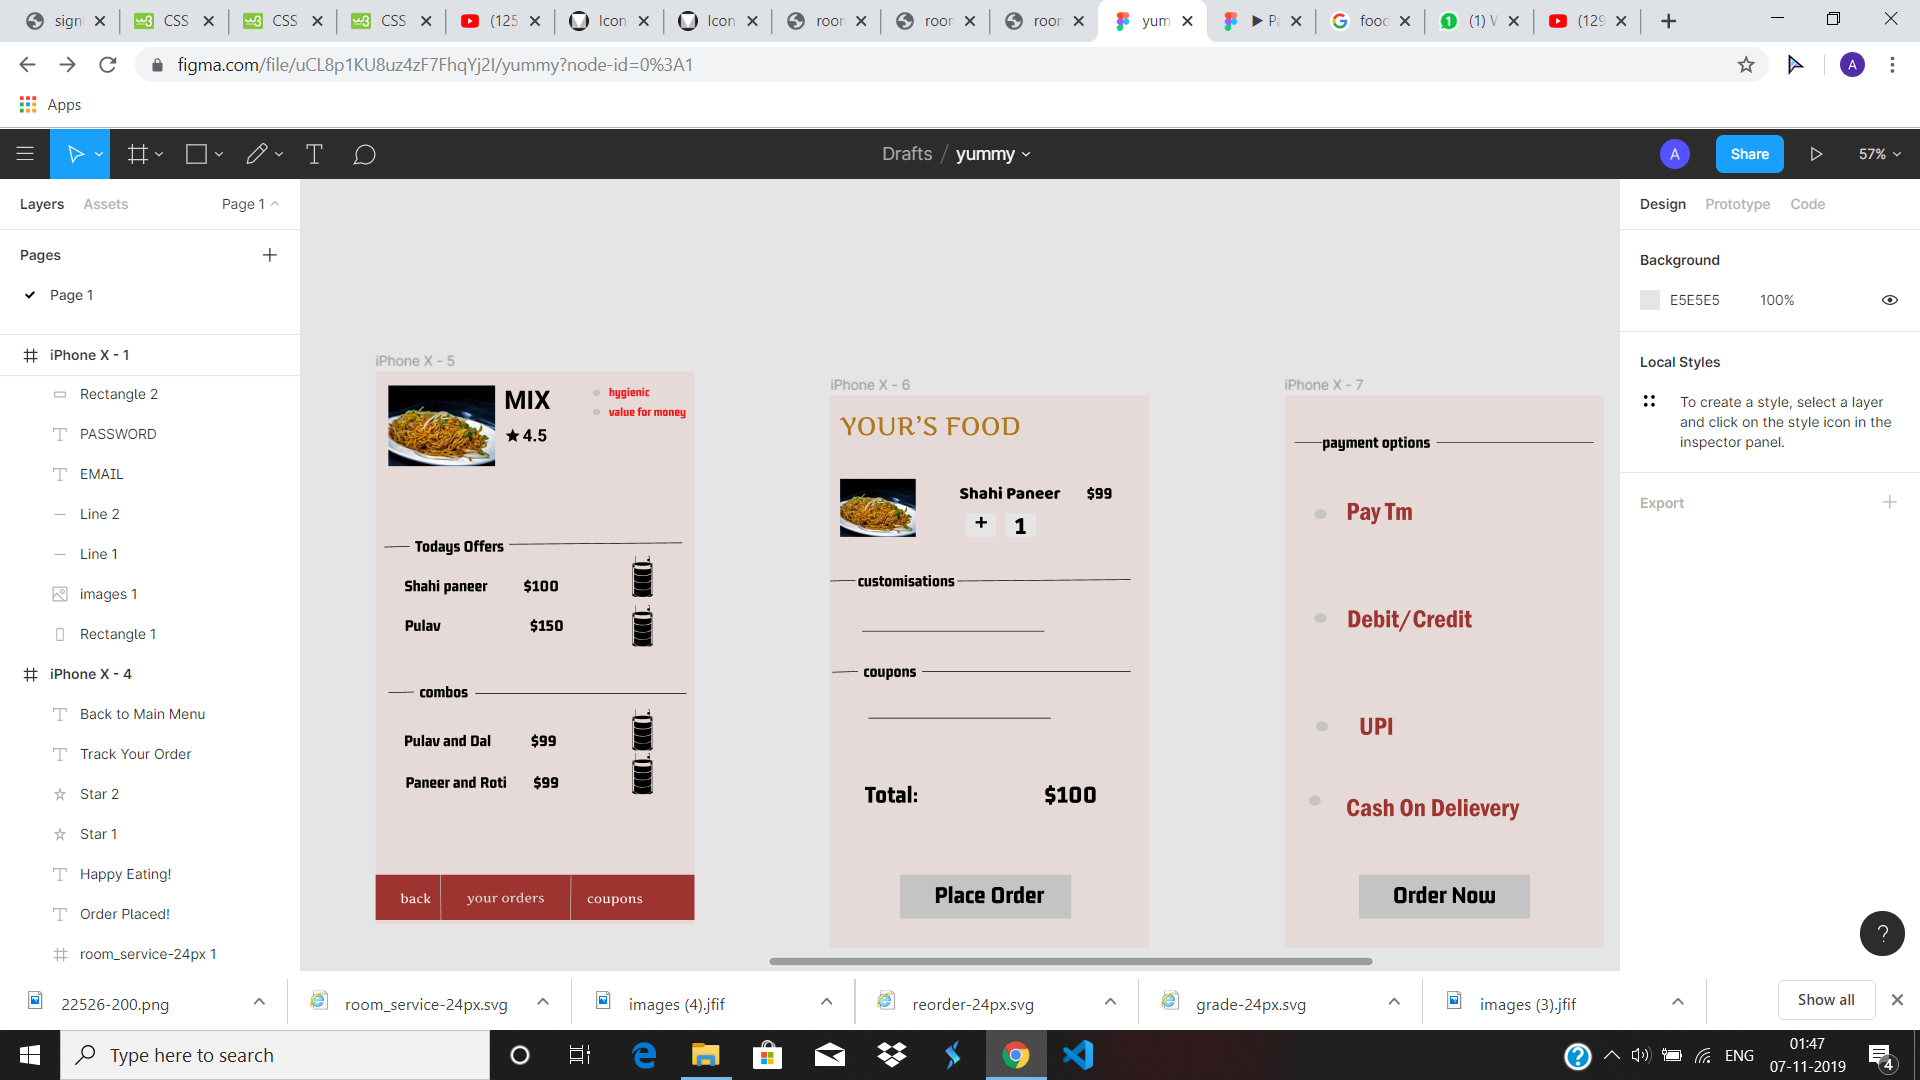 sign
CSS
CSS
CSS
(125
Icon
Icon
roon
roon
roon
yum
Pa
food
(1) W
(129
figma.com/file/uCL8p1KU8uz4zF7FhqYj2I/yummy?node-id=0%3A1
A
Apps
Drafts / yummy
A
Share
57%
Layers
Assets
Page 1
Pages
Page 1
iPhone X - 1
Rectangle 2
PASSWORD
EMAIL
Line 2
Line 1
images 1
Rectangle 1
iPhone X - 4
Back to Main Menu
Track Your Order
Star 2
Star 1
Happy Eating!
Order Placed!
room_service-24px 1
iPhone X - 5
MIX
4.5
hygienic
value for money
Todays Offers
Shahi paneer $100
Pulav $150
combos
Pulav and Dal $99
Paneer and Roti $99
back
your orders
coupons
iPhone X - 6
YOUR'S FOOD
Shahi Paneer $99
+ 1
customisations
coupons
Total: $100
Place Order
iPhone X - 7
payment options
Pay Tm
Debit/Credit
UPI
Cash On Delievery
Order Now
Design
Prototype
Code
Background
E5E5E5 100%
Local Styles
To create a style, select a layer
and click on the style icon in the
inspector panel.
Export
?
22526-200.png
room_service-24px.svg
images (4).jfif
reorder-24px.svg
grade-24px.svg
images (3).jfif
Show all
Type here to search
ENG
01:47
07-11-2019
4